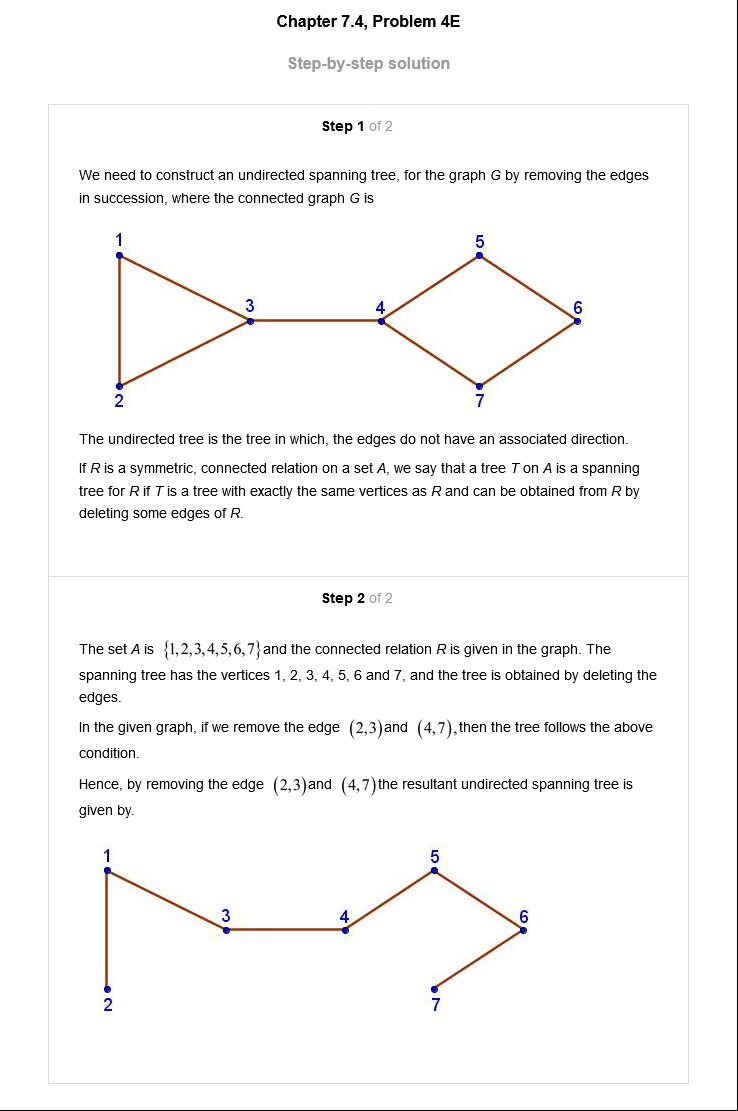 Chapter 7.4, Problem 4E
Step-by-step solution
Step 1 of 2
We need to construct an undirected spanning tree, for the graph G by removing the edges
in succession, where the connected graph G is
1
5
3
4
6
2
7
The undirected tree is the tree in which, the edges do not have an associated direction.
If R is a symmetric, connected relation on a set A, we say that a tree T on A is a spanning
tree for R if T is a tree with exactly the same vertices as R and can be obtained from R by
deleting some edges of R.
Step 2 of 2
The set A is {1,2,3,4,5,6,7} and the connected relation R is given in the graph. The
spanning tree has the vertices 1, 2, 3, 4, 5, 6 and 7, and the tree is obtained by deleting the
edges.
In the given graph, if we remove the edge (2,3) and (4,7), then the tree follows the above
condition.
Hence, by removing the edge (2,3) and (4,7) the resultant undirected spanning tree is
given by.
1
5
3
4
6
2
7